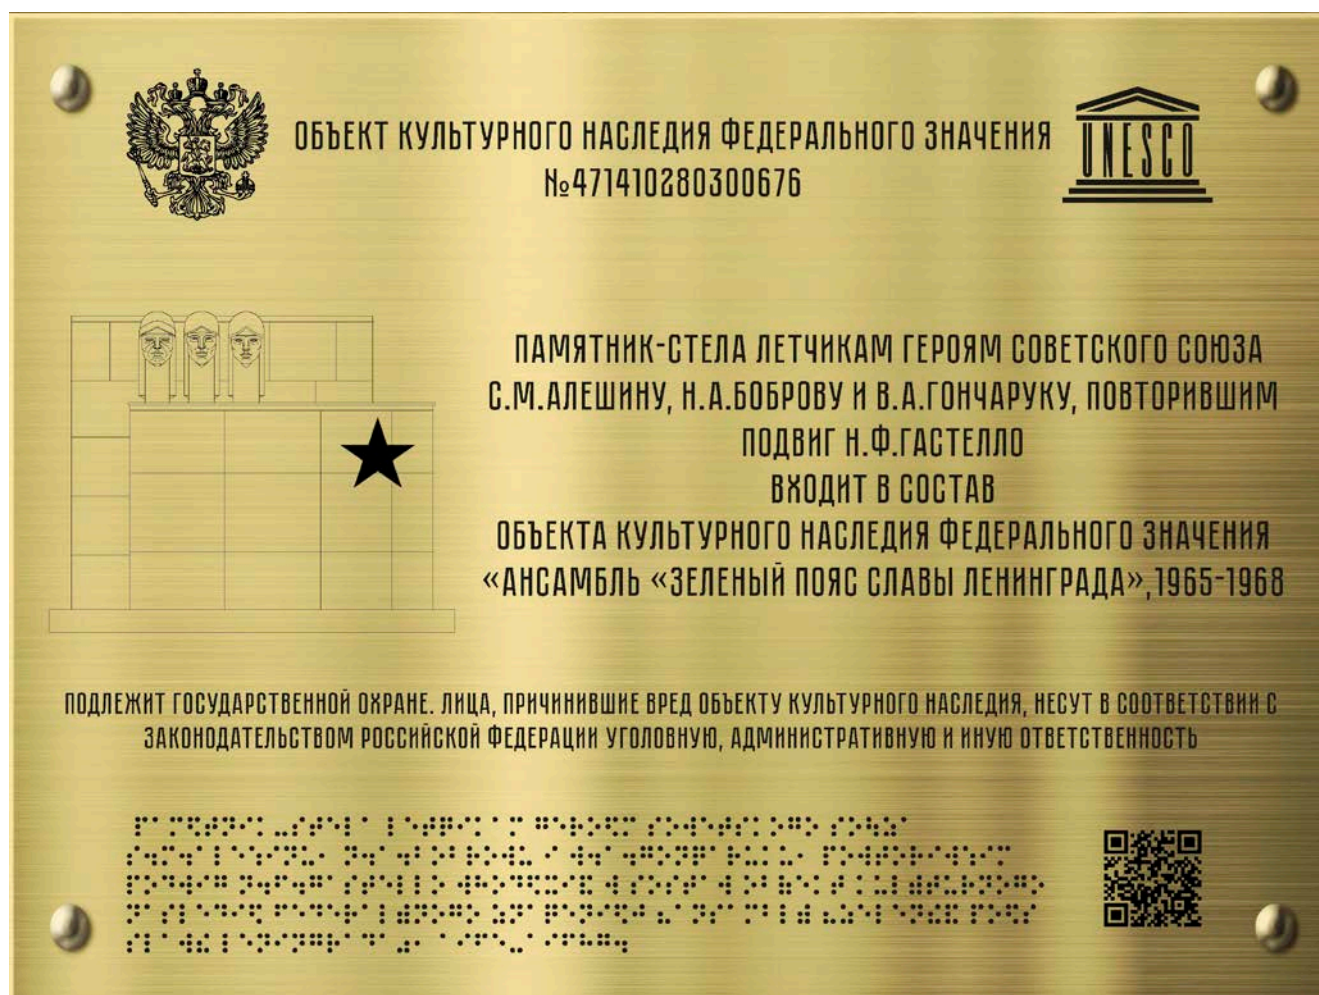 ОБЪЕКТ КУЛЬТУРНОГО НАСЛЕДИЯ ФЕДЕРАЛЬНОГО ЗНАЧЕНИЯ
№471410280300676
UNESCO
ПАМЯТНИК-СТЕЛА ЛЕТЧИКАМ ГЕРОЯМ СОВЕТСКОГО СОЮЗА
С.М.АЛЕШИНУ, Н.А.БОБРОВУ И В.А.ГОНЧАРУКУ, ПОВТОРИВШИМ
ПОДВИГ Н.Ф.ГАСТЕЛЛО
ВХОДИТ В СОСТАВ
ОБЪЕКТА КУЛЬТУРНОГО НАСЛЕДИЯ ФЕДЕРАЛЬНОГО ЗНАЧЕНИЯ
«АНСАМБЛЬ «ЗЕЛЕНЫЙ ПОЯС СЛАВЫ ЛЕНИНГРАДА»,1965-1968
ПОДЛЕЖИТ ГОСУДАРСТВЕННОЙ ОХРАНЕ. ЛИЦА, ПРИЧИНИВШИЕ ВРЕД ОБЪЕКТУ КУЛЬТУРНОГО НАСЛЕДИЯ, НЕСУТ В СООТВЕТСТВИИ С
ЗАКОНОДАТЕЛЬСТВОМ РОССИЙСКОЙ ФЕДЕРАЦИИ УГОЛОВНУЮ, АДМИНИСТРАТИВНУЮ И ИНУЮ ОТВЕТСТВЕННОСТЬ